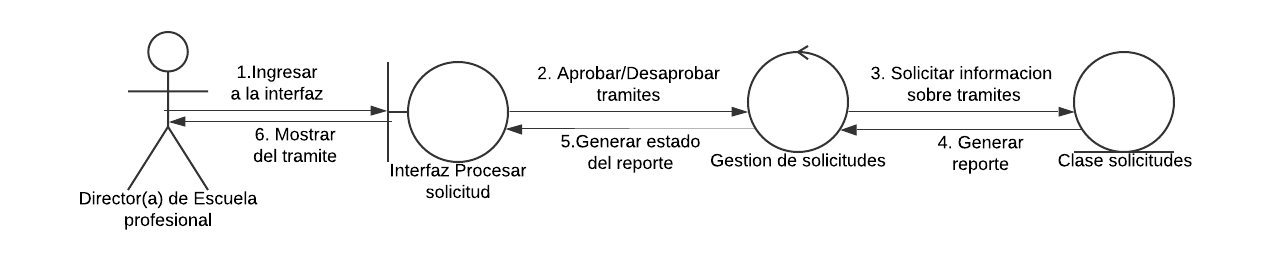 1.Ingresar
a la interfaz
6. Mostrar
del tramite
Director(a) de Escuela
profesional
Interfaz Procesar
solicitud
2. Aprobar/Desaprobar
tramites
5.Generar estado
del reporte
Gestion de solicitudes
3. Solicitar informacion
sobre tramites
4. Generar
reporte
Clase solicitudes